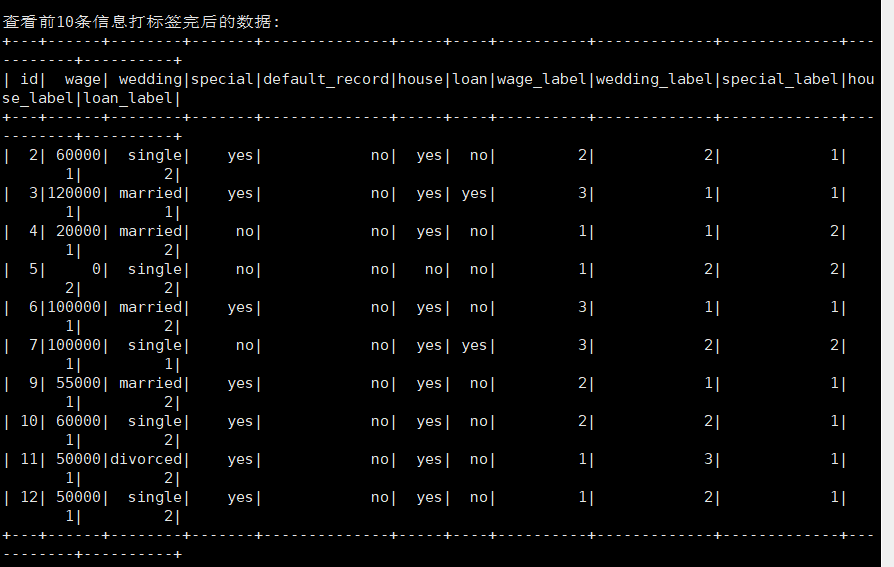 查看前10条信息打标签完后的数据:
+---+------+--------+-------+--------------+-----+----+----------+-------------+-------------+---
--------+----------+
| id|  wage| wedding|special|default_record|house|loan|wage_label|wedding_label|special_label|hou
se_label|loan_label|
+---+------+--------+-------+--------------+-----+----+----------+-------------+-------------+---
--------+----------+
|  2| 60000|  single|    yes|            no|  yes|  no|         2|            2|            1|
       1|         2|
|  3|120000| married|    yes|            no|  yes| yes|         3|            1|            1|
       1|         1|
|  4| 20000| married|     no|            no|  yes|  no|         1|            1|            2|
       1|         2|
|  5|     0|  single|     no|            no|   no|  no|         1|            2|            2|
       2|         2|
|  6|100000| married|    yes|            no|  yes|  no|         3|            1|            1|
       1|         2|
|  7|100000|  single|     no|            no|  yes| yes|         3|            2|            2|
       1|         1|
|  9| 55000| married|    yes|            no|  yes|  no|         2|            1|            1|
       1|         2|
| 10| 60000|  single|    yes|            no|  yes|  no|         2|            2|            1|
       1|         2|
| 11| 50000|divorced|    yes|            no|  yes|  no|         1|            3|            1|
       1|         2|
| 12| 50000|  single|    yes|            no|  yes|  no|         1|            2|            1|
       1|         2|
+---+------+--------+-------+--------------+-----+----+----------+-------------+-------------+---
--------+----------+